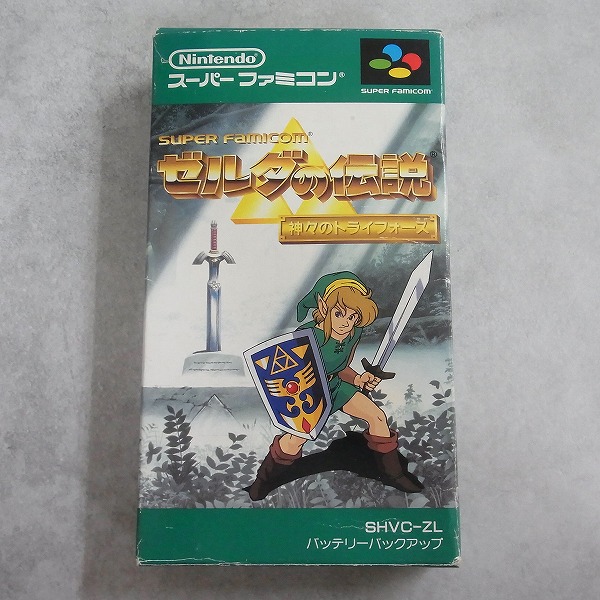 Nintendo
スーパーファミコン®
SUPER FAMICOM
SUPER FAMICOM®
ゼルダの伝説®
神々のトライフォース
SHVC-ZL
バッテリーバックアップ